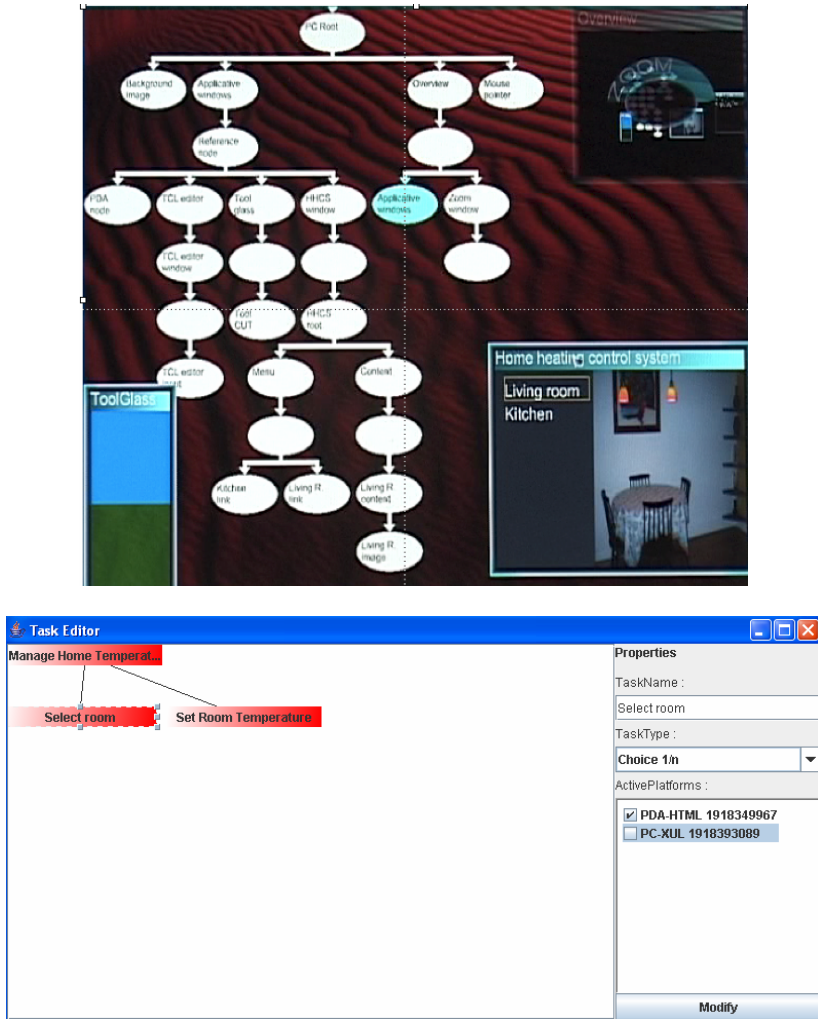 PC Root
Overview
Background
Image
Applicative
windows
Overview
Mouse
pointer
ZOOM
Reference
node
PDA
node
TCL editor
Tool
glass
HHCS
window
Applicative
windows
Zoom
window
TCL editor
window
Tool
CUT
HHCS
root
TCL editor
input
Menu
Content
Kitchen
link
Living R.
link
Living R.
content
Living R.
image
ToolGlass
Home heating control system
Living room
Kitchen
Task Editor
Manage Home Temperat...
Select room
Set Room Temperature
Properties
TaskName :
Select room
TaskType :
Choice 1/n
ActivePlatforms :
PDA-HTML 1918349967
PC-XUL 1918393089
Modify